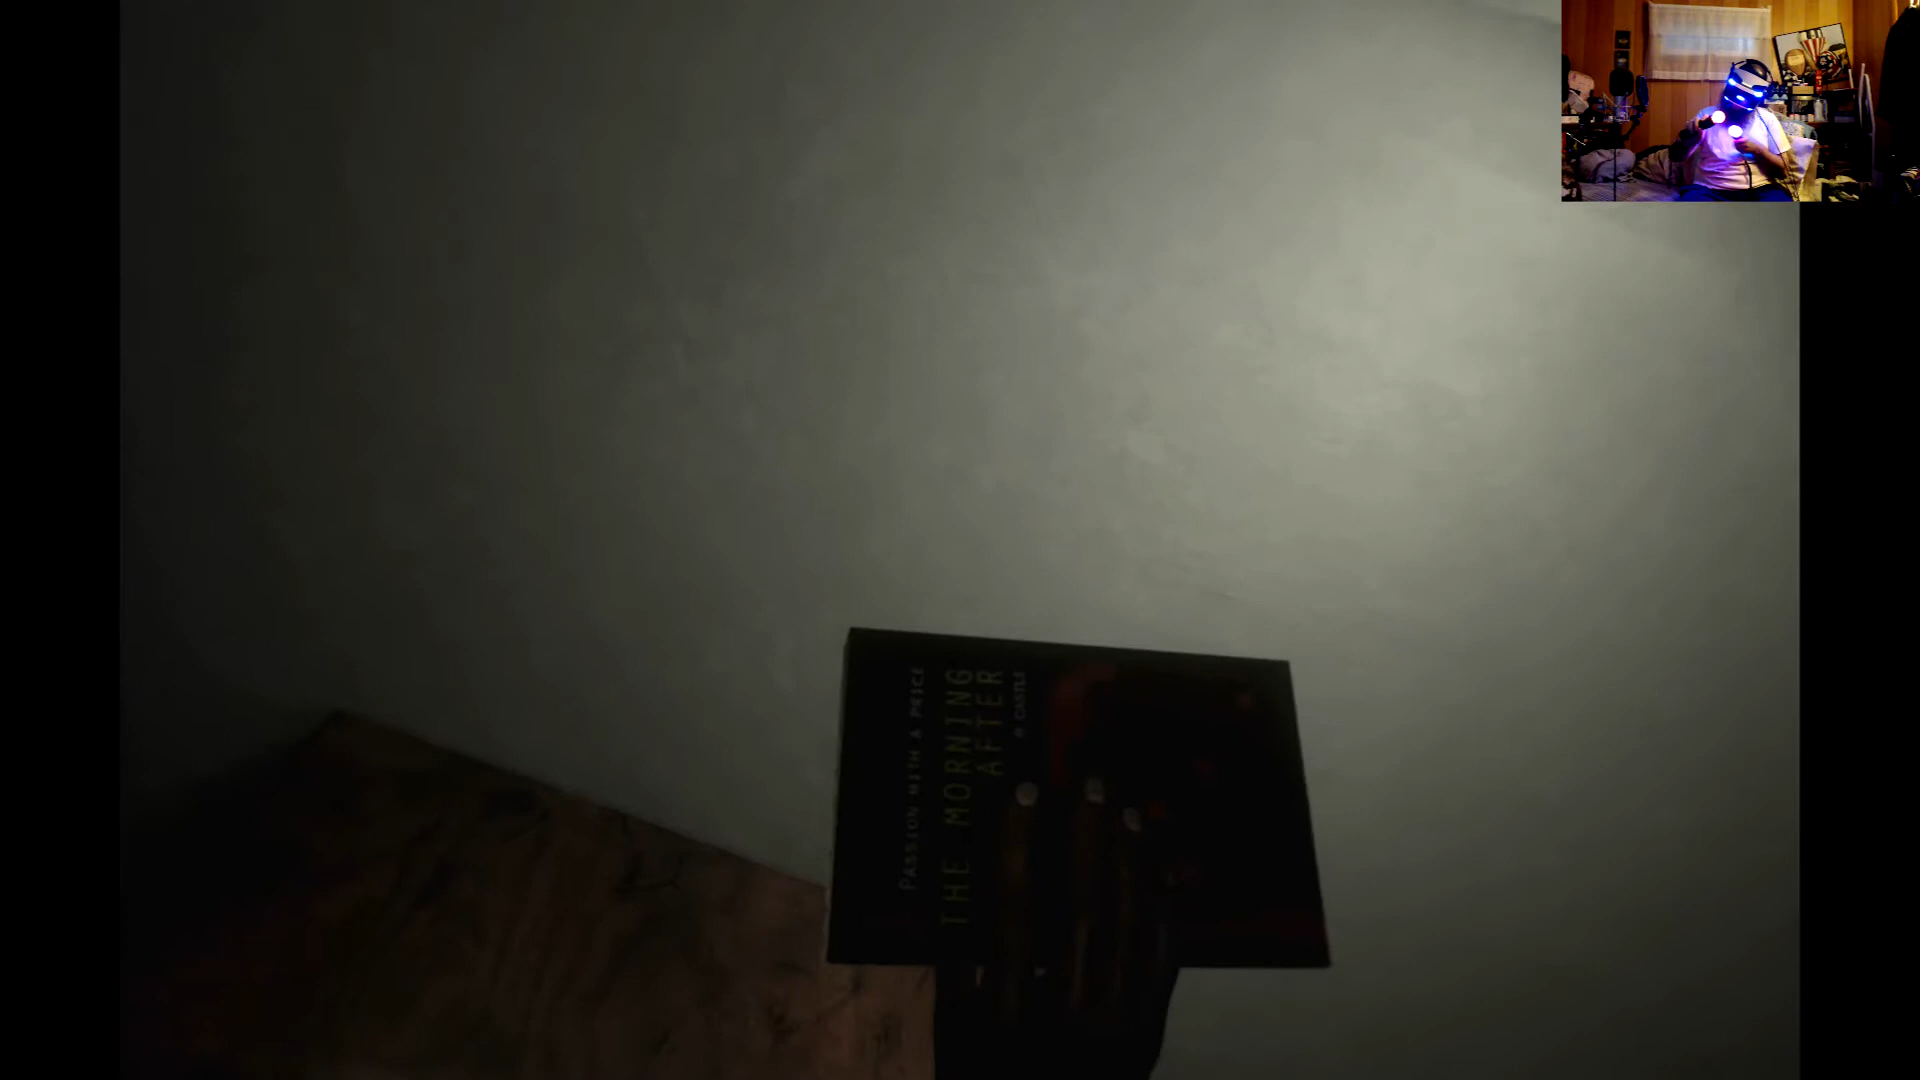 PASSION WITH A PRICE
THE MORNING
AFTER
R CASTLE